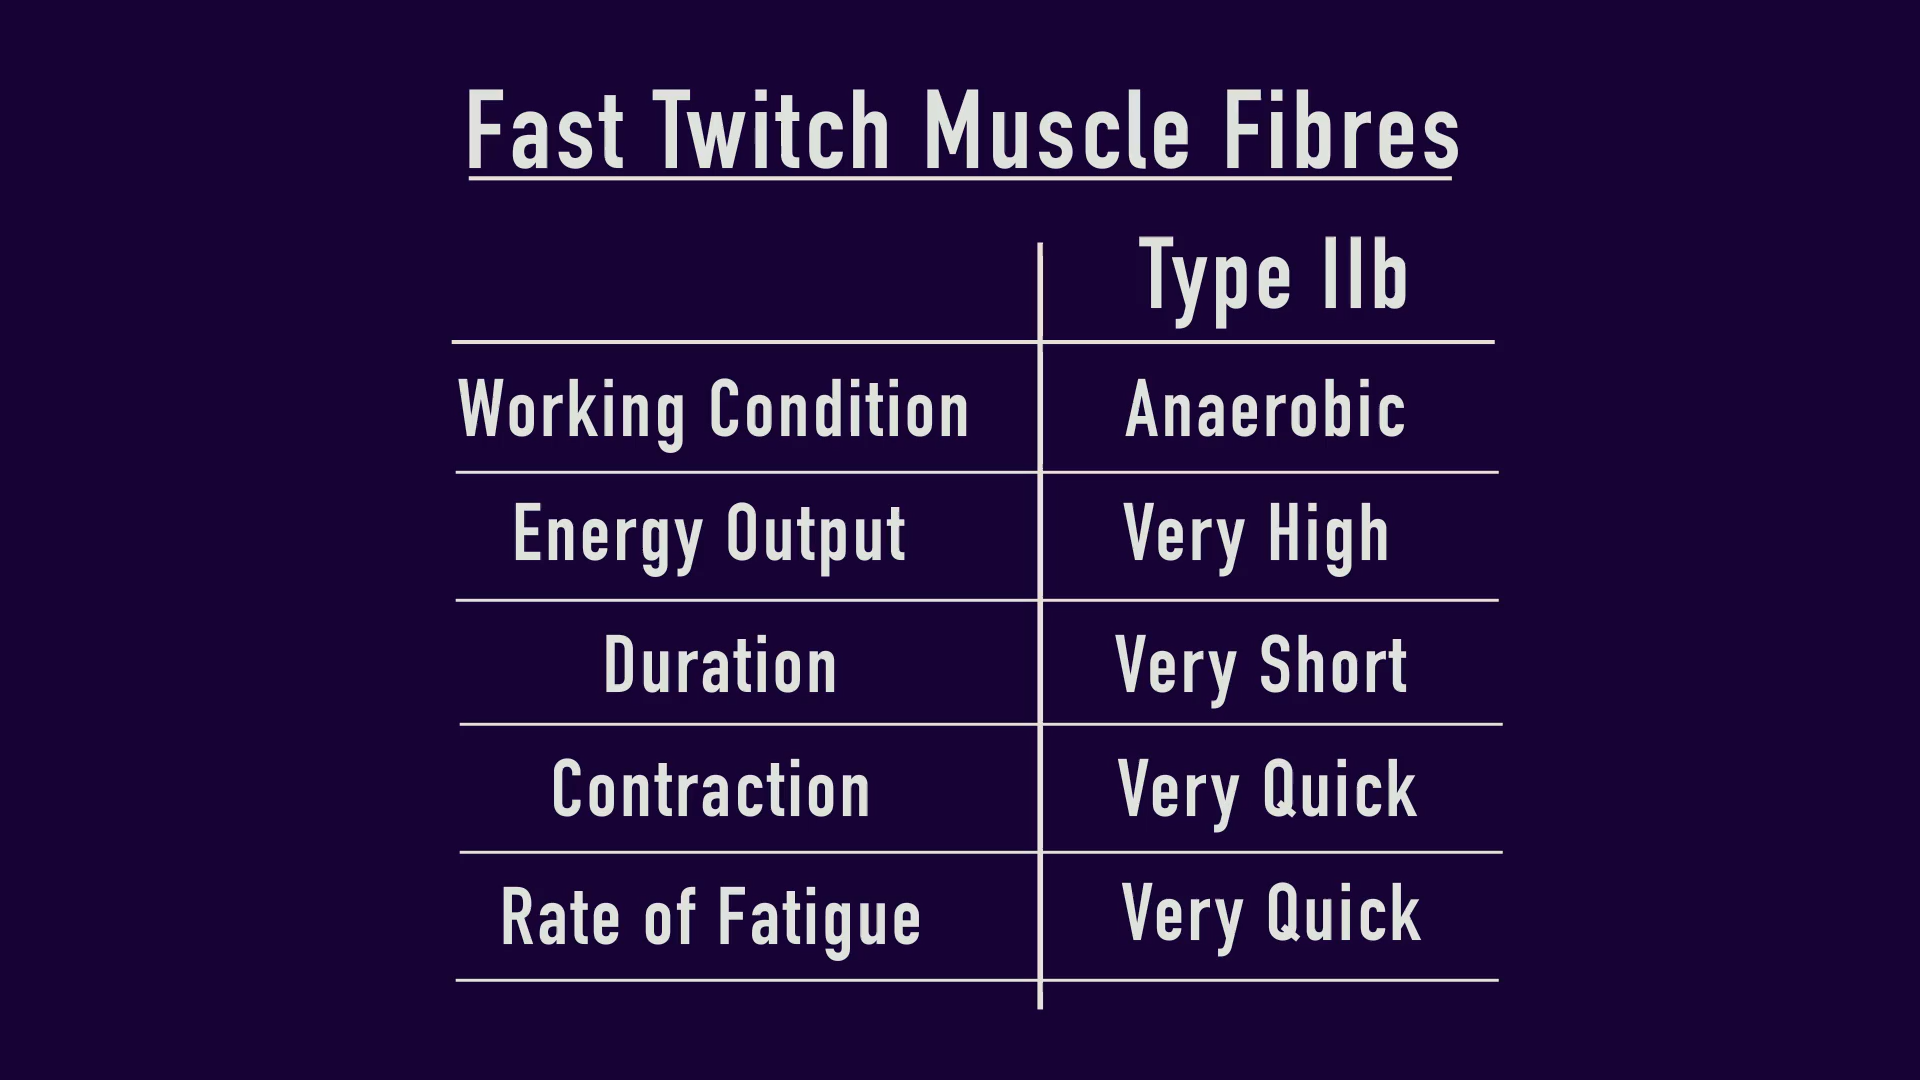 Fast Twitch Muscle Fibres
Type IIb
Working Condition Anaerobic
Energy Output Very High
Duration Very Short
Contraction Very Quick
Rate of Fatigue Very Quick